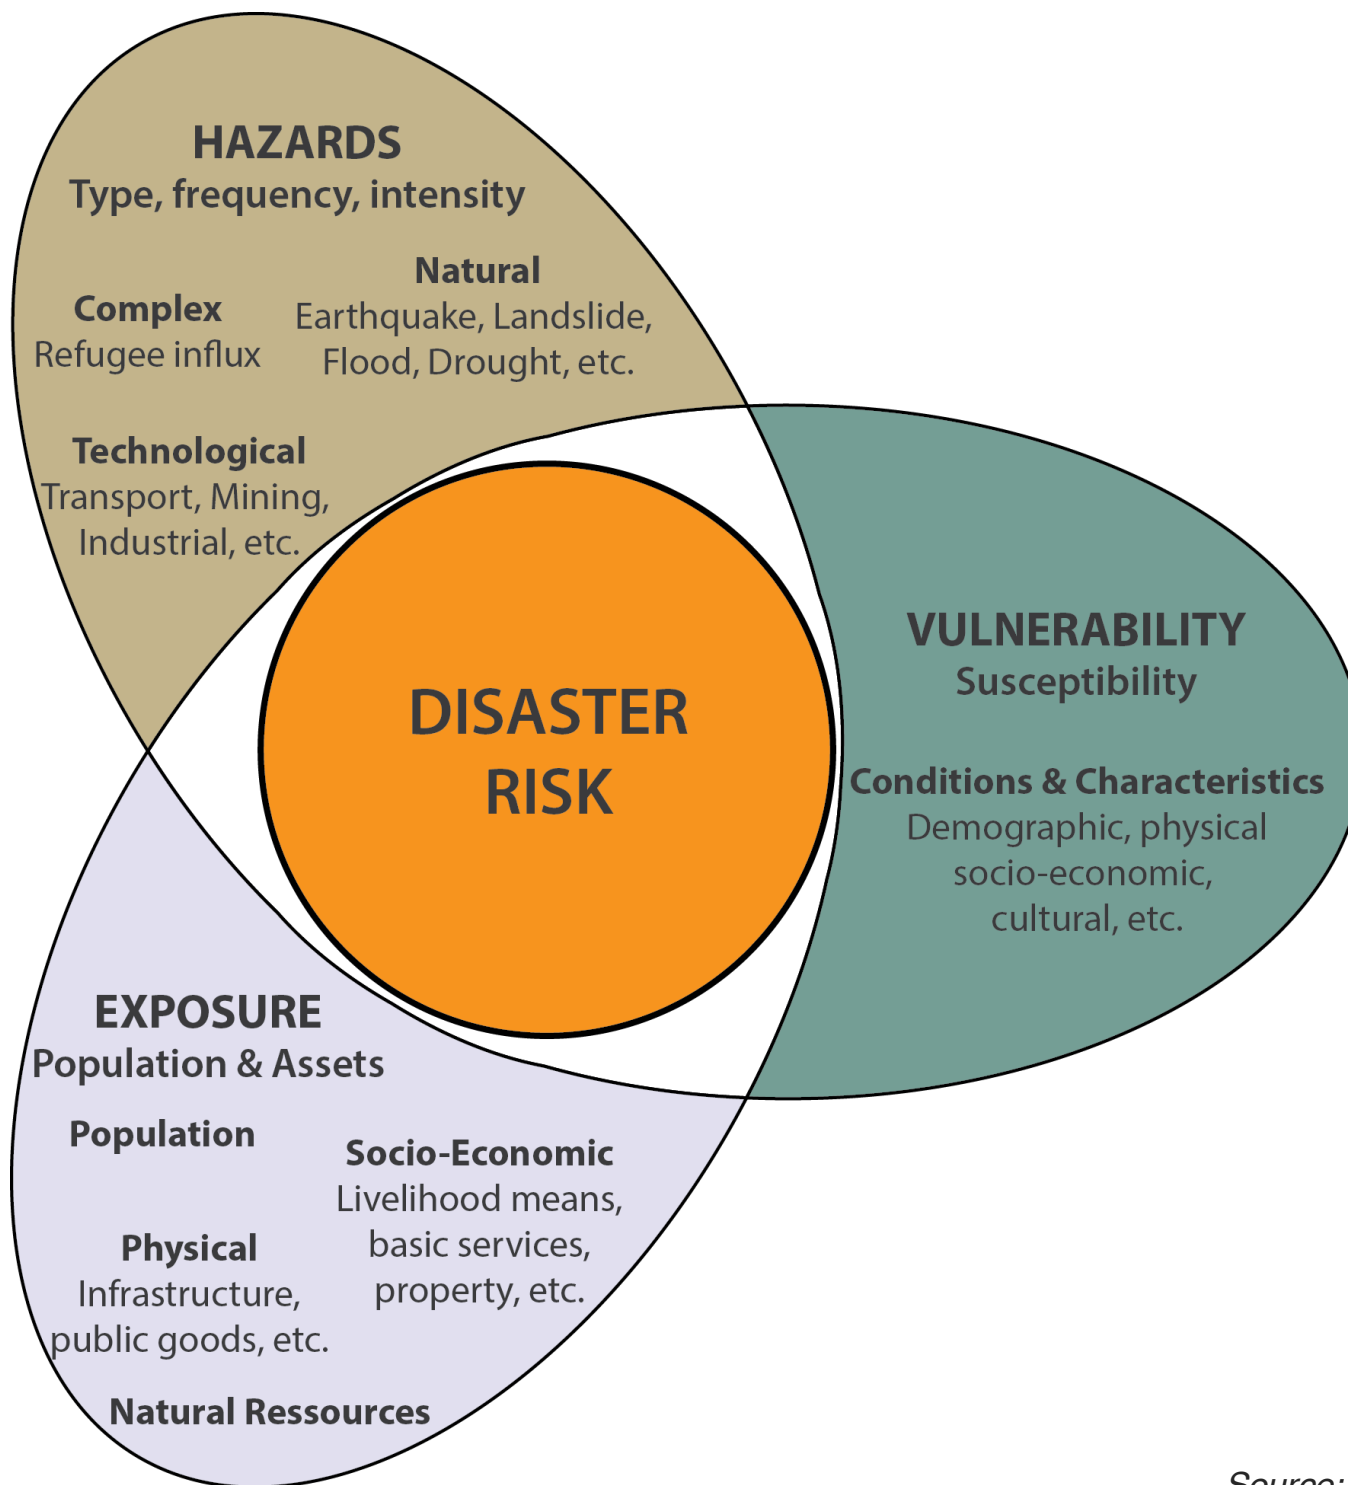 HAZARDS
Type, frequency, intensity
Natural
Earthquake, Landslide,
Flood, Drought, etc.
Complex
Refugee influx
Technological
Transport, Mining,
Industrial, etc.
DISASTER
RISK
VULNERABILITY
Susceptibility
Conditions & Characteristics
Demographic, physical
socio-economic,
cultural, etc.
EXPOSURE
Population & Assets
Population
Socio-Economic
Livelihood means,
basic services,
property, etc.
Physical
Infrastructure,
public goods, etc.
Natural Ressources
Source: